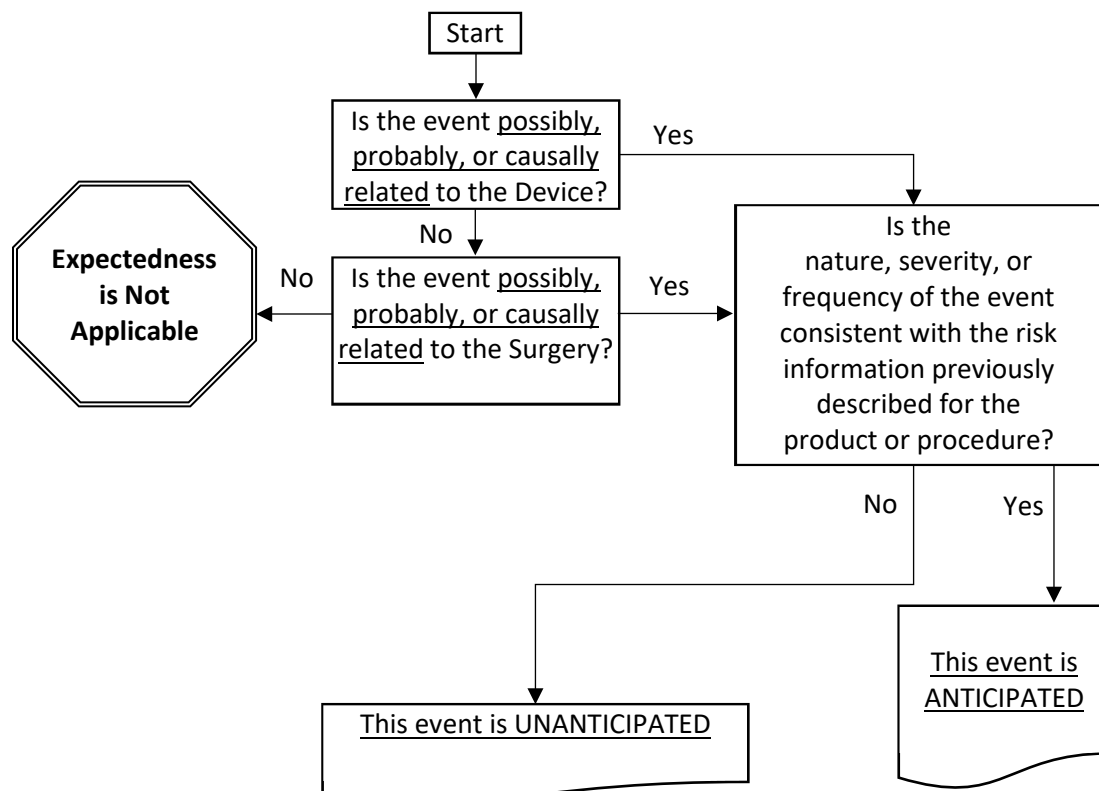 Start
Is the event possibly,
probably, or causally
related to the Device?
Yes
No
Expectedness
is Not
Applicable
No
Is the event possibly,
probably, or causally
related to the Surgery?
Yes
Is the
nature, severity, or
frequency of the event
consistent with the risk
information previously
described for the
product or procedure?
No
Yes
This event is
ANTICIPATED
This event is UNANTICIPATED